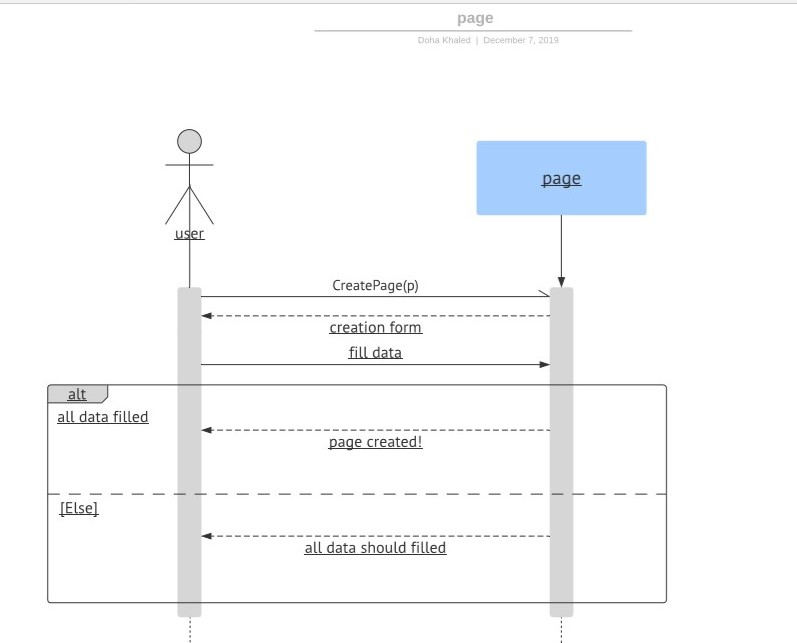 page
Doha Khaled | December 7, 2019
page
user
CreatePage(p)
creation form
fill data
alt
all data filled
page created!
[Else]
all data should filled